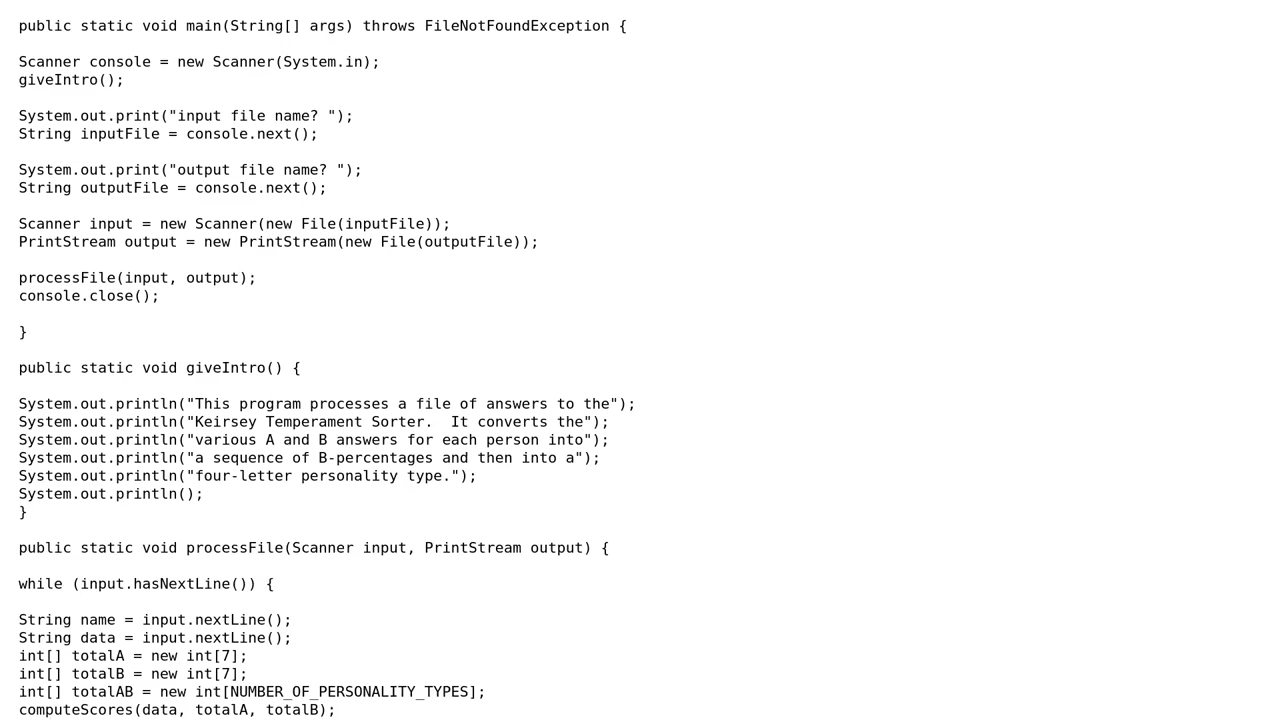 public static void main(String[] args) throws FileNotFoundException {
Scanner console = new Scanner(System.in);
giveIntro();
System.out.print("input file name? ");
String inputFile = console.next();
System.out.print("output file name? ");
String outputFile = console.next();
Scanner input = new Scanner(new File(inputFile));
PrintStream output = new PrintStream(new File(outputFile));
processFile(input, output);
console.close();
}
public static void giveIntro() {
System.out.println("This program processes a file of answers to the");
System.out.println("Keirsey Temperament Sorter.  It converts the");
System.out.println("various A and B answers for each person into");
System.out.println("a sequence of B-percentages and then into a");
System.out.println("four-letter personality type.");
System.out.println();
}
public static void processFile(Scanner input, PrintStream output) {
while (input.hasNextLine()) {
String name = input.nextLine();
String data = input.nextLine();
int[] totalA = new int[7];
int[] totalB = new int[7];
int[] totalAB = new int[NUMBER_OF_PERSONALITY_TYPES];
computeScores(data, totalA, totalB);